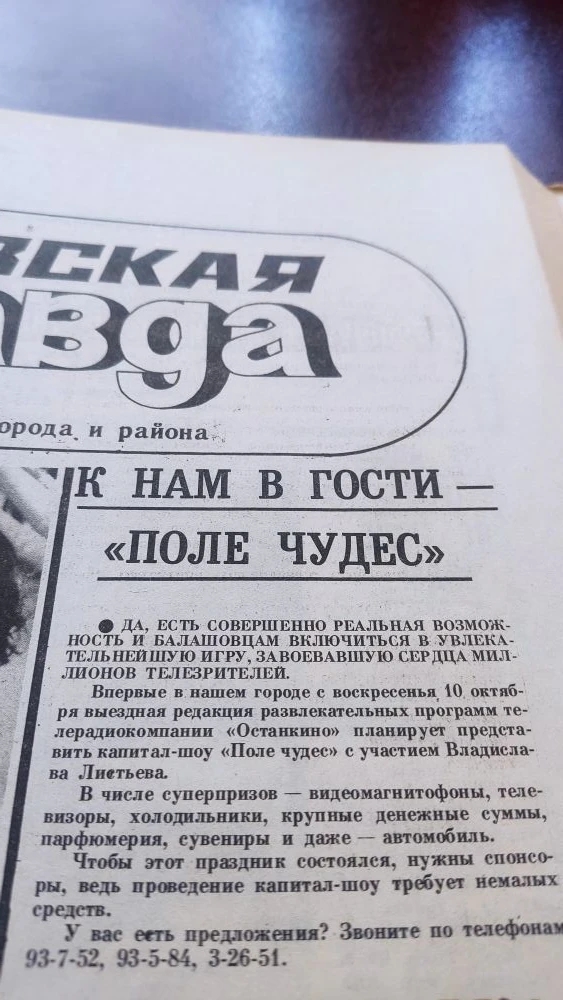 ВСКАЯ
авда
орода и района
К НАМ В ГОСТИ —
«ПОЛЕ ЧУДЕС»
● ДА, ЕСТЬ СОВЕРШЕННО РЕАЛЬНАЯ ВОЗМОЖ-
НОСТЬ И БАЛАШОВЦАМ ВКЛЮЧИТЬСЯ В УВЛЕКА-
ТЕЛЬНЕЙШУЮ ИГРУ, ЗАВОЕВАВШУЮ СЕРДЦА МИЛ-
ЛИОНОВ ТЕЛЕЗРИТЕЛЕЙ.
Впервые в нашем городе с воскресенья 10 октяб-
ря выездная редакция развлекательных программ те-
лерадиокомпании «Останкино» планирует предста-
вить капитал-шоу «Поле чудес» с участием Владисла-
ва Листьева.
В числе суперпризов — видеомагнитофоны, теле-
визоры, холодильники, крупные денежные суммы,
парфюмерия, сувениры и даже — автомобиль.
Чтобы этот праздник состоялся, нужны спонсо-
ры, ведь проведение капитал-шоу требует немалых
средств.
У вас есть предложения? Звоните по телефонам
93-7-52, 93-5-84, 3-26-51.